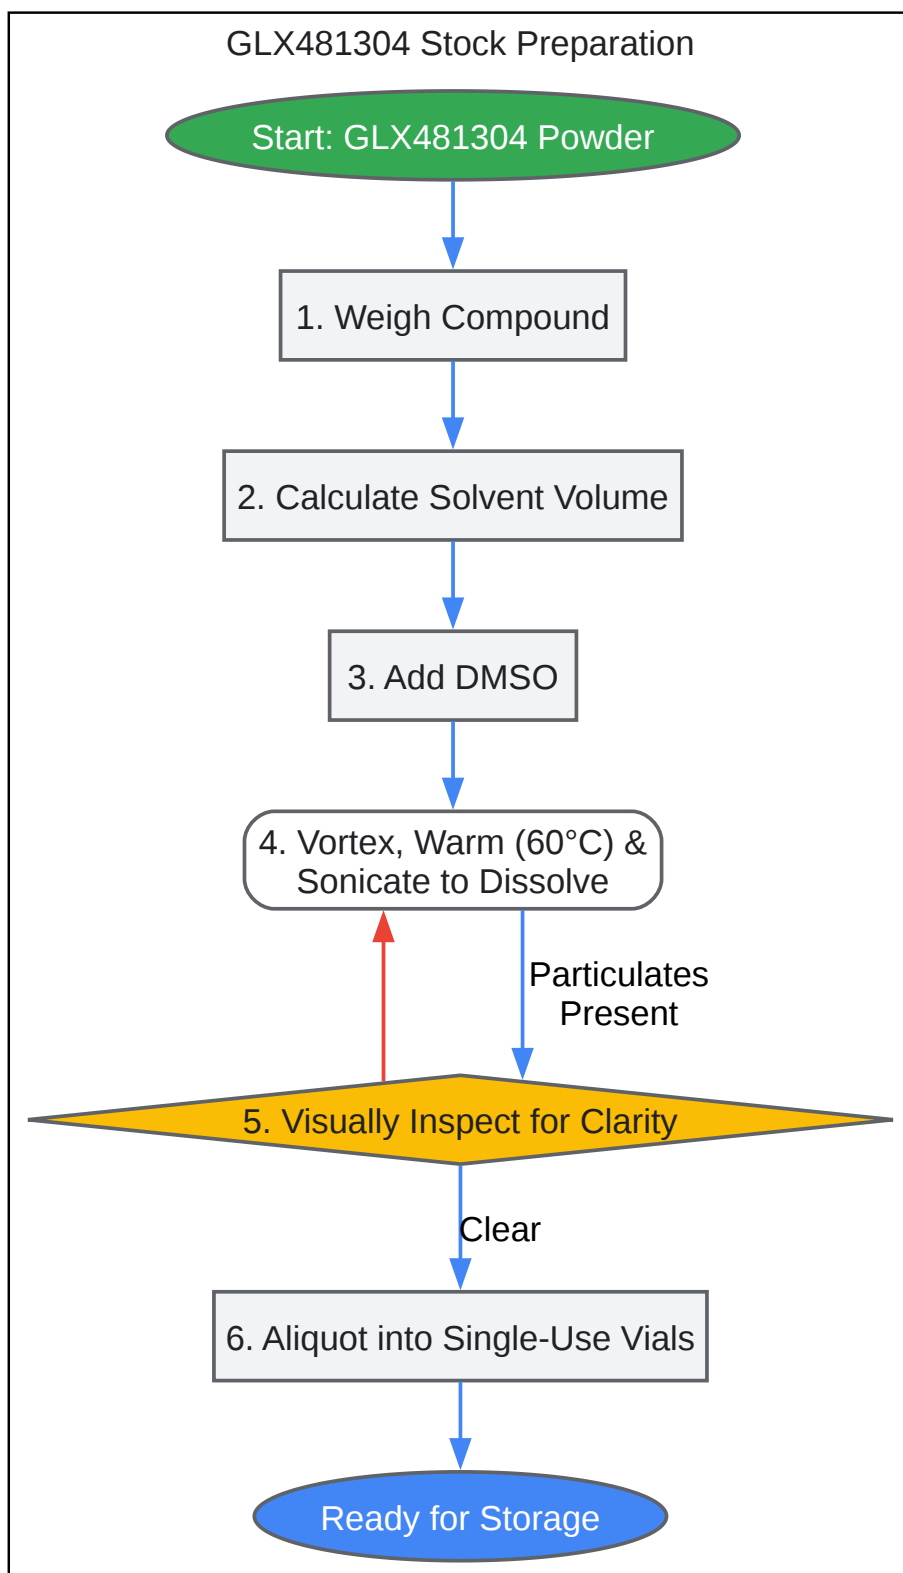 GLX481304 Stock Preparation
Start: GLX481304 Powder
1. Weigh Compound
2. Calculate Solvent Volume
3. Add DMSO
4. Vortex, Warm (60°C) &
Sonicate to Dissolve
Particulates
Present
5. Visually Inspect for Clarity
Clear
6. Aliquot into Single-Use Vials
Ready for Storage